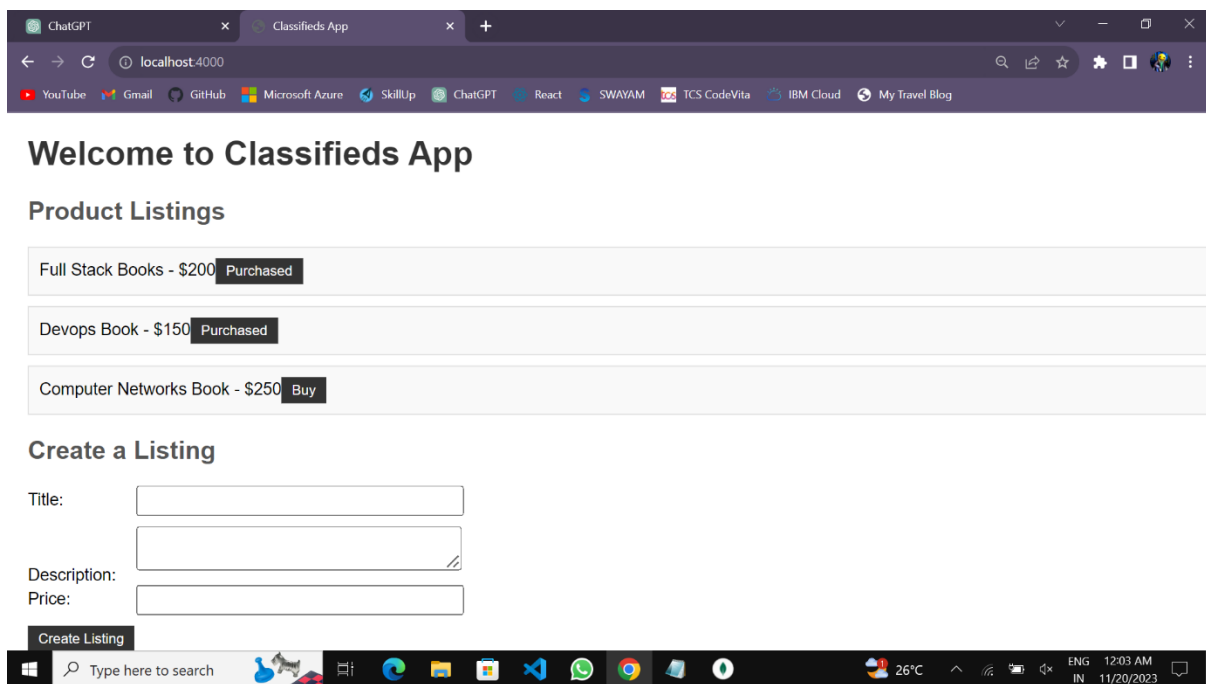 ChatGPT Classifieds App
localhost:4000
YouTube Gmail GitHub Microsoft Azure SkillUp ChatGPT React SWAYAM tcs TCS CodeVita IBM Cloud My Travel Blog
Welcome to Classifieds App
Product Listings
Full Stack Books - $200 Purchased
Devops Book - $150 Purchased
Computer Networks Book - $250 Buy
Create a Listing
Title:
Description:
Price:
Create Listing
Type here to search 1 26°C ENG 12:03 AM
IN 11/20/2023